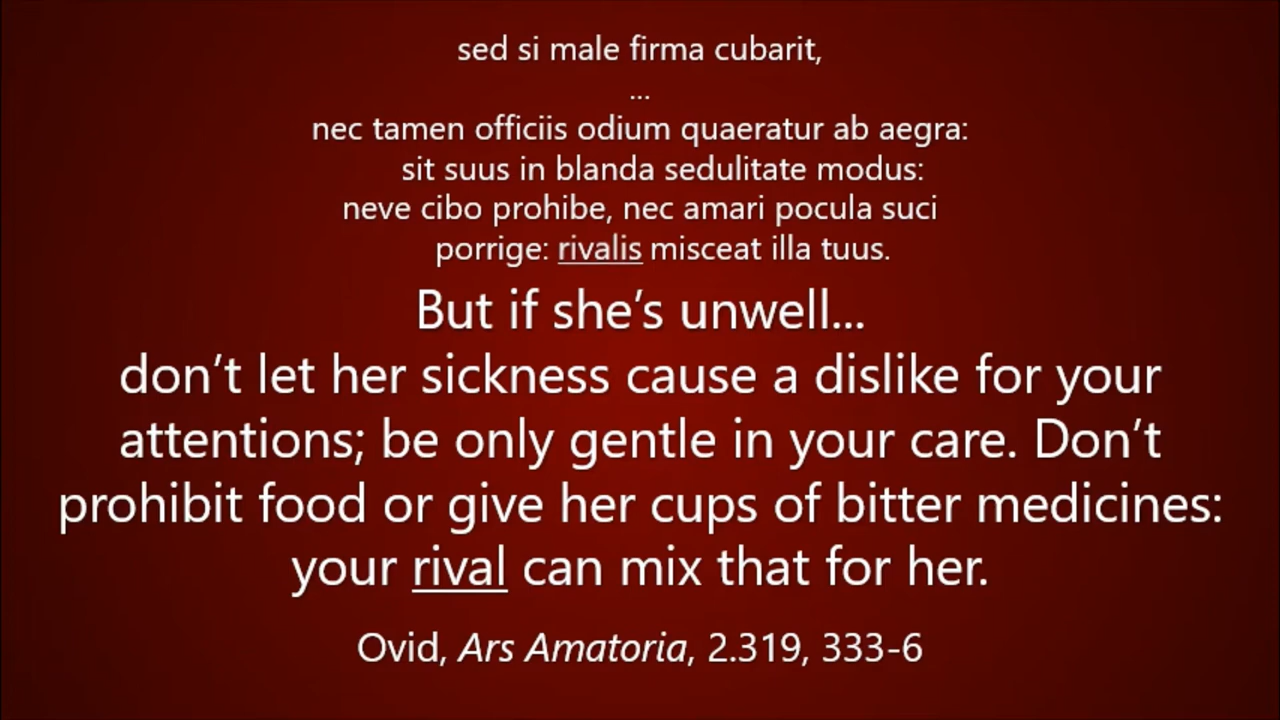 sed si male firma cubarit,
...
nec tamen officiis odium quaeratur ab aegra:
sit suus in blanda sedulitate modus:
neve cibo prohibe, nec amari pocula suci
porrige: rivalis misceat illa tuus.
But if she’s unwell...
don’t let her sickness cause a dislike for your
attentions; be only gentle in your care. Don’t
prohibit food or give her cups of bitter medicines:
your rival can mix that for her.
Ovid, Ars Amatoria, 2.319, 333-6